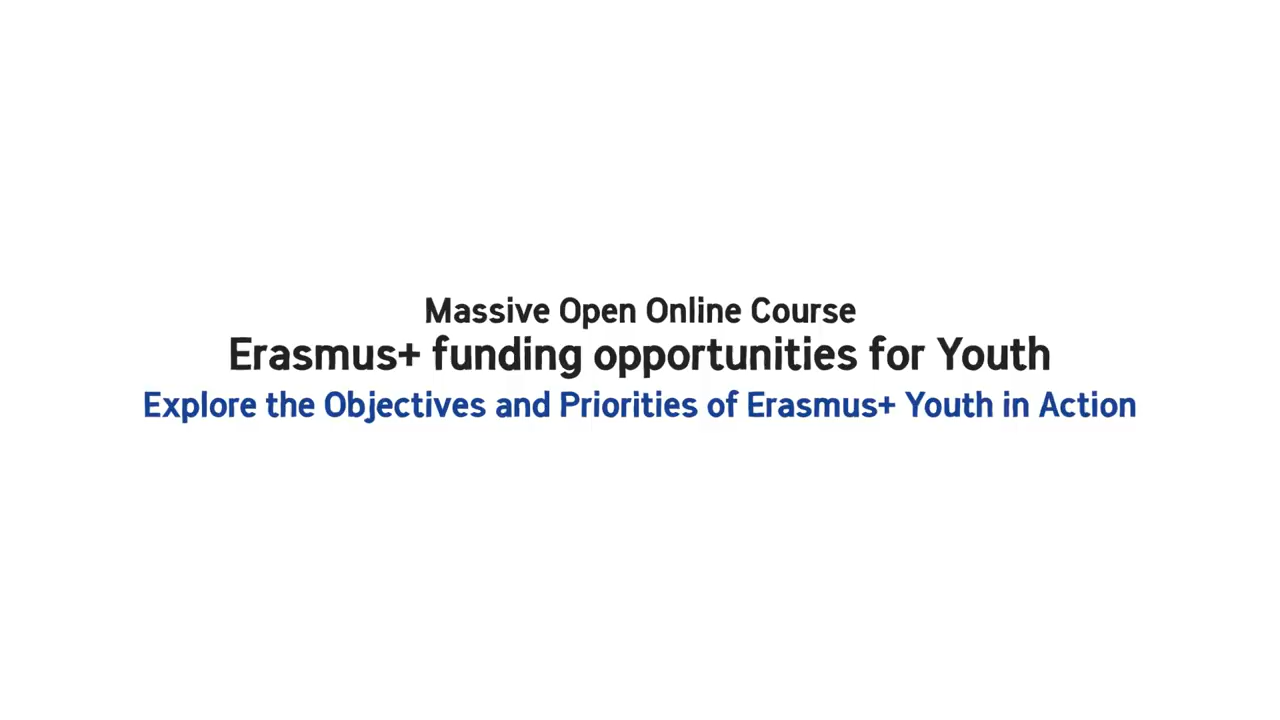 Massive Open Online Course
Erasmus+ funding opportunities for Youth
Explore the Objectives and Priorities of Erasmus+ Youth in Action